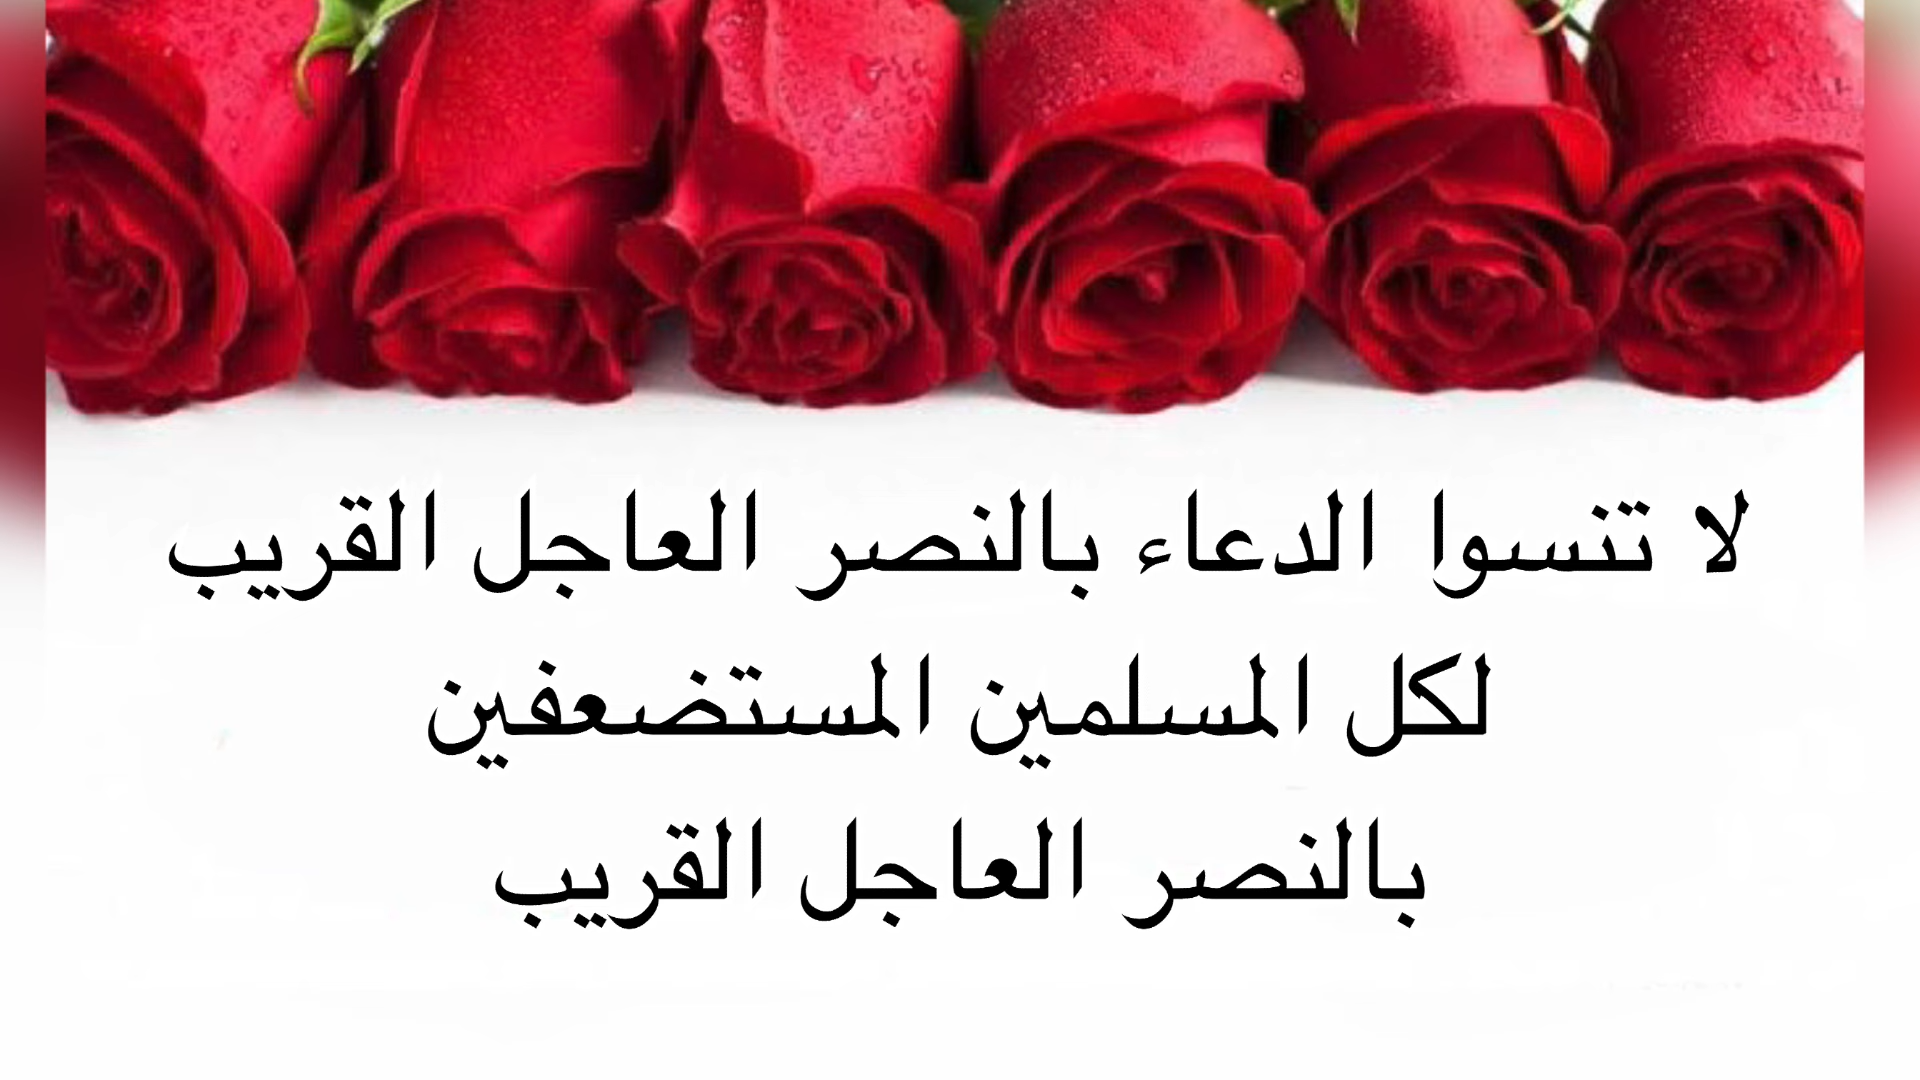 لا تنسوا الدعاء بالنصر العاجل القريب
لكل المسلمين المستضعفين
بالنصر العاجل القريب